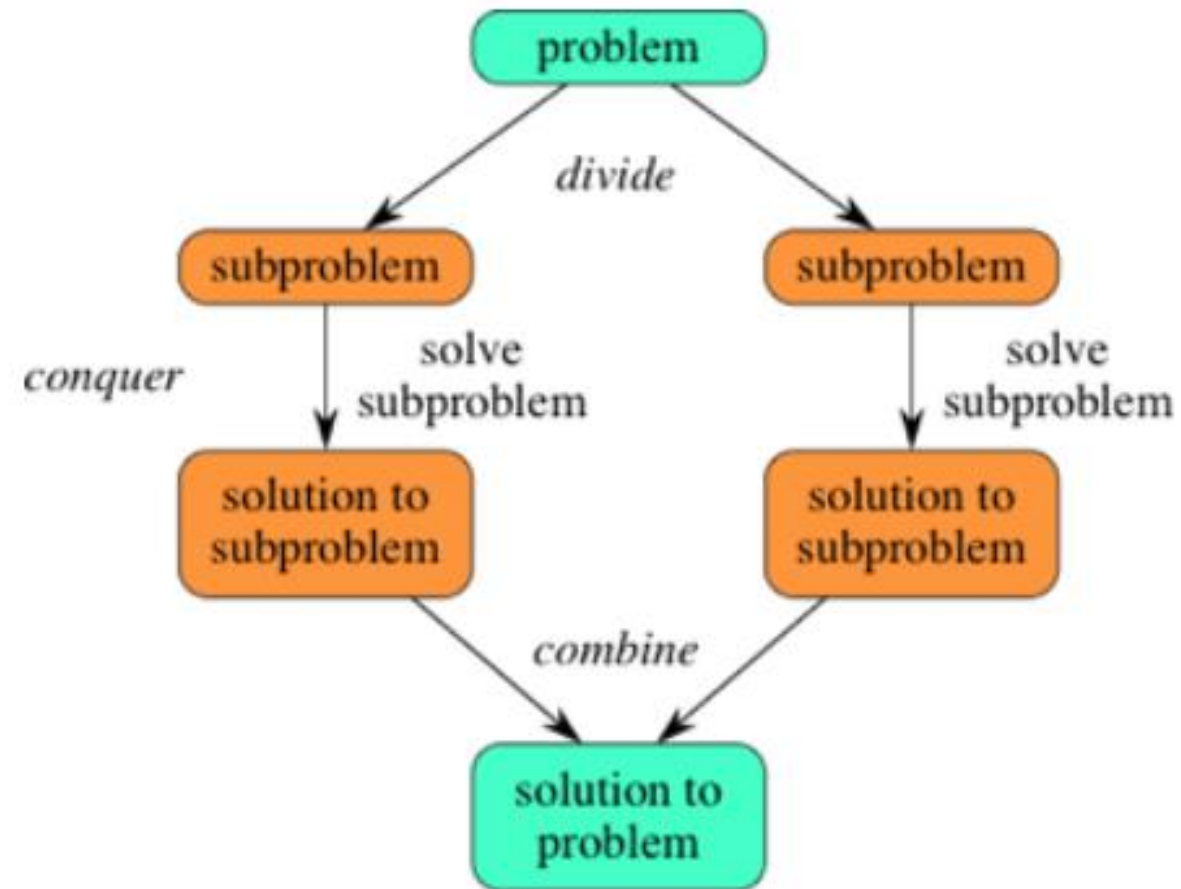 problem
divide
subproblem
subproblem
conquer
solve
subproblem
solve
subproblem
solution to
subproblem
solution to
subproblem
combine
solution to
problem